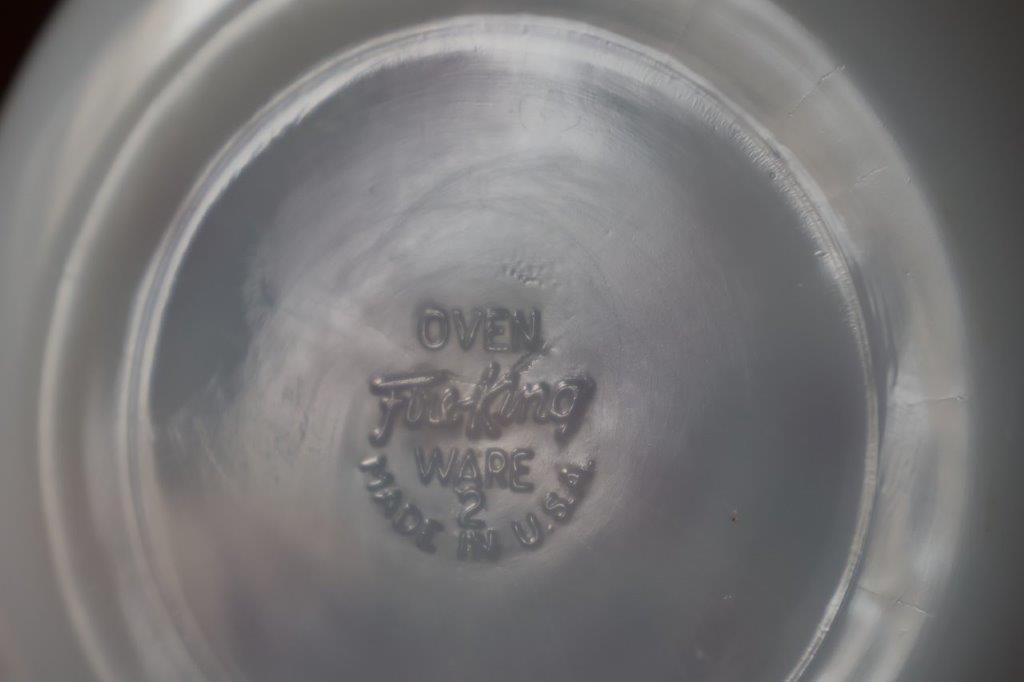 OVEN
Fire-King
WARE
2
MADE IN U.S.A.